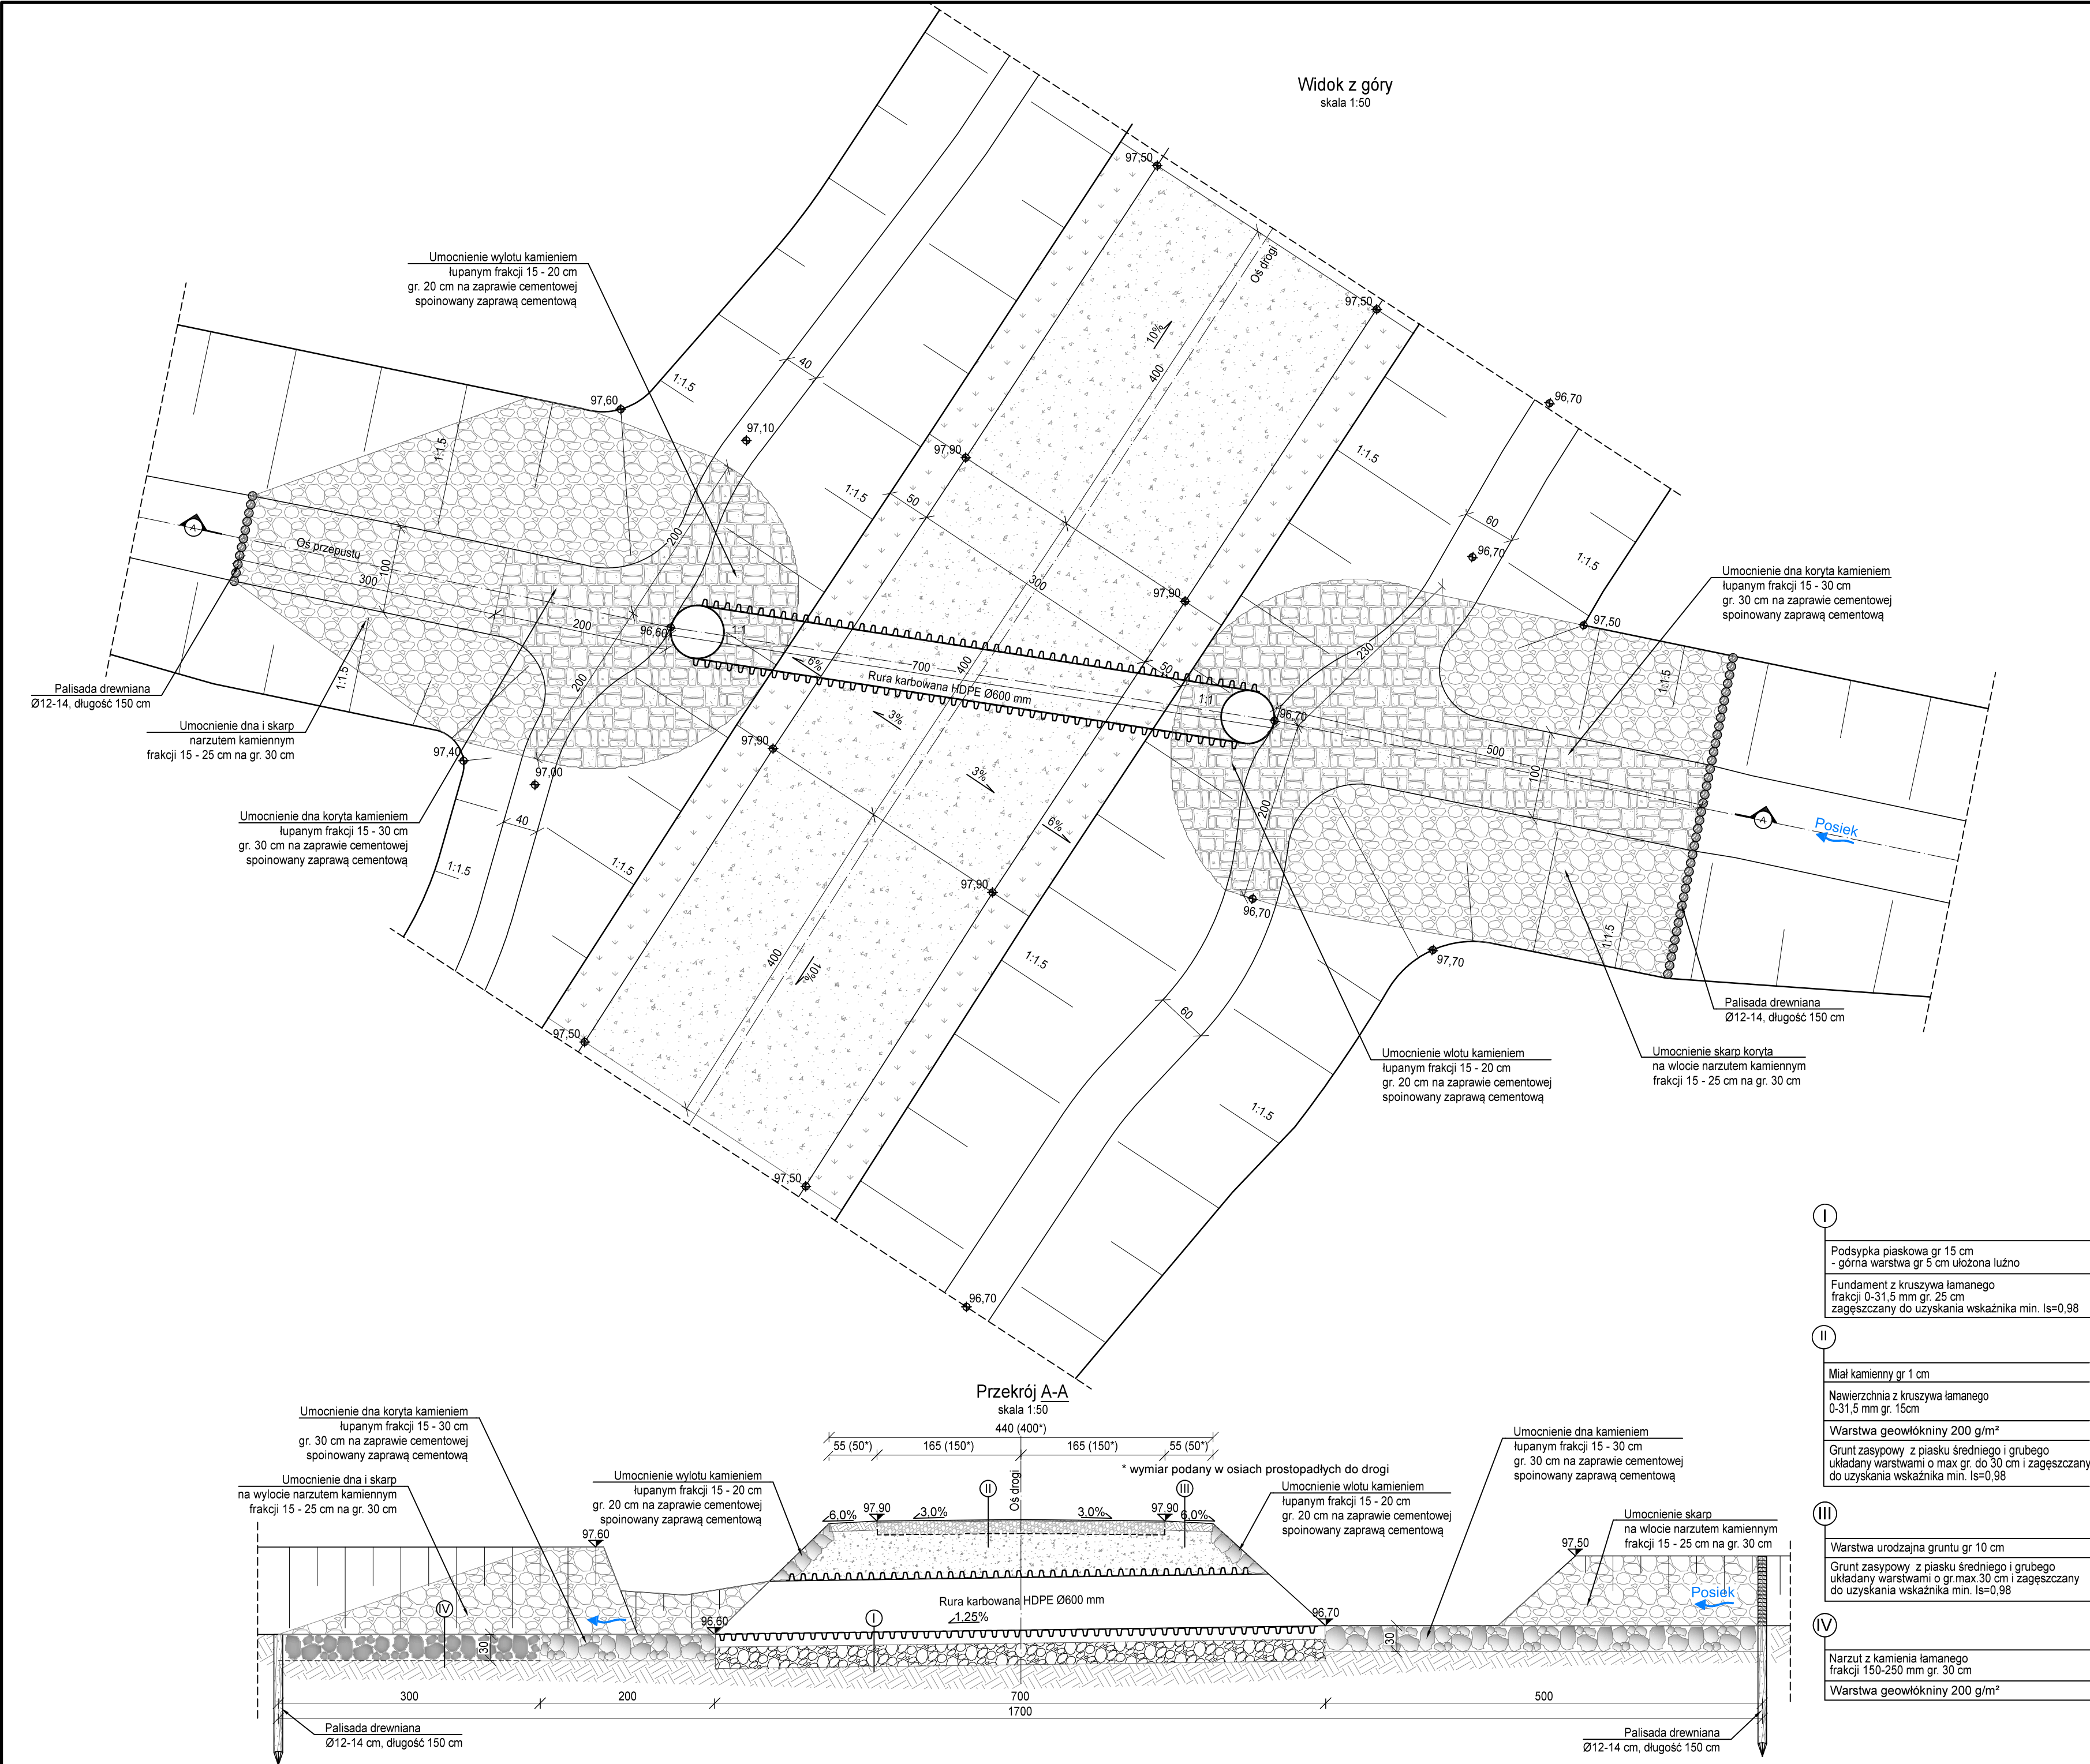 Widok z góry
skala 1:50
Umocnienie wylotu kamieniem
łupanym frakcji 15 - 20 cm
gr. 20 cm na zaprawie cementowej
spoinowany zaprawą cementową
97,50
97,50
Oś drogi
10%
400
40
1:1.5
97,60
97,10
97,90
1:1.5
50
1:1.5
96,70
1:1.5
60
96,70
1:1.5
200
Oś przepustu
300
100
200
96,60
1:1
300
97,90
50
230
97,50
1:1.5
Umocnienie dna koryta kamieniem
łupanym frakcji 15 - 30 cm
gr. 30 cm na zaprawie cementowej
spoinowany zaprawą cementową
6%
700
400
Rura karbowana HDPE Ø600 mm
1:1
96,70
3%
3%
97,90
200
1:1.5
Palisada drewniana
Ø12-14, długość 150 cm
Umocnienie dna i skarp
narzutem kamiennym
frakcji 15 - 25 cm na gr. 30 cm
97,40
97,00
500
100
200
6%
A
A
Posiek
Umocnienie dna koryta kamieniem
łupanym frakcji 15 - 30 cm
gr. 30 cm na zaprawie cementowej
spoinowany zaprawą cementową
40
1:1.5
1:1.5
97,90
96,70
97,70
1:1.5
400
10%
1:1.5
97,50
60
Palisada drewniana
Ø12-14, długość 150 cm
Umocnienie wlotu kamieniem
łupanym frakcji 15 - 20 cm
gr. 20 cm na zaprawie cementowej
spoinowany zaprawą cementową
Umocnienie skarp koryta
na wlocie narzutem kamiennym
frakcji 15 - 25 cm na gr. 30 cm
1:1.5
97,50
96,70
I
Podsypka piaskowa gr 15 cm
- górna warstwa gr 5 cm ułożona luźno
Fundament z kruszywa łamanego
frakcji 0-31,5 mm gr. 25 cm
zagęszczany do uzyskania wskaźnika min. Is=0,98
II
Miał kamienny gr 1 cm
Nawierzchnia z kruszywa łamanego
0-31,5 mm gr. 15cm
Warstwa geowłókniny 200 g/m²
Grunt zasypowy z piasku średniego i grubego
układany warstwami o max gr. do 30 cm i zagęszczany
do uzyskania wskaźnika min. Is=0,98
III
Warstwa urodzajna gruntu gr 10 cm
Grunt zasypowy z piasku średniego i grubego
układany warstwami o gr.max.30 cm i zagęszczany
do uzyskania wskaźnika min. Is=0,98
IV
Narzut z kamienia łamanego
frakcji 150-250 mm gr. 30 cm
Warstwa geowłókniny 200 g/m²
Przekrój A-A
skala 1:50
440 (400*)
55 (50*)
165 (150*)
165 (150*)
55 (50*)
* wymiar podany w osiach prostopadłych do drogi
Oś drogi
Umocnienie dna koryta kamieniem
łupanym frakcji 15 - 30 cm
gr. 30 cm na zaprawie cementowej
spoinowany zaprawą cementową
Umocnienie dna i skarp
na wylocie narzutem kamiennym
frakcji 15 - 25 cm na gr. 30 cm
Umocnienie wylotu kamieniem
łupanym frakcji 15 - 20 cm
gr. 20 cm na zaprawie cementowej
spoinowany zaprawą cementową
Umocnienie wlotu kamieniem
łupanym frakcji 15 - 20 cm
gr. 20 cm na zaprawie cementowej
spoinowany zaprawą cementową
Umocnienie dna kamieniem
łupanym frakcji 15 - 30 cm
gr. 30 cm na zaprawie cementowej
spoinowany zaprawą cementową
Umocnienie skarp
na wlocie narzutem kamiennym
frakcji 15 - 25 cm na gr. 30 cm
6,0%
97,90
3,0%
II
3,0%
97,90
III
6,0%
97,60
97,50
Rura karbowana HDPE Ø600 mm
1,25%
IV
I
96,60
96,70
Posiek
30
30
300
200
700
500
1700
Palisada drewniana
Ø12-14 cm, długość 150 cm
Palisada drewniana
Ø12-14 cm, długość 150 cm